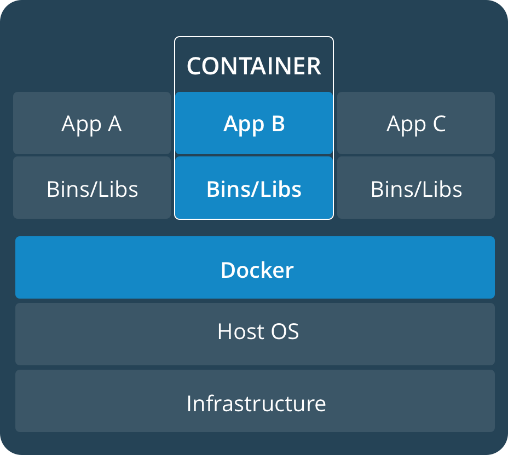 CONTAINER
App A
App B
App C
Bins/Libs
Bins/Libs
Bins/Libs
Docker
Host OS
Infrastructure